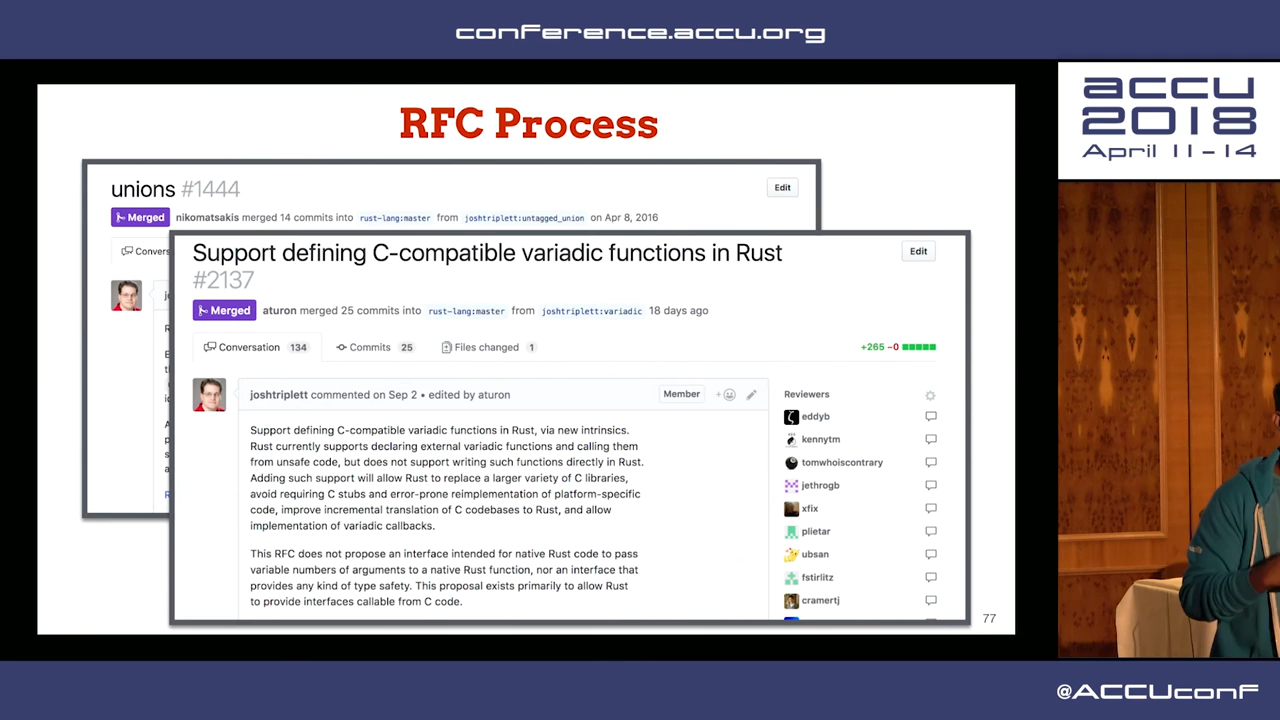 conference.accu.org
accu
2018
April 11-14
RFC Process
unions #1444
Edit
Merged nikomatsakis merged 14 commits into rust-lang:master from joshtriplett:untagged_union on Apr 8, 2016
Convers
Support defining C-compatible variadic functions in Rust
#2137
Edit
Merged aturon merged 25 commits into rust-lang:master from joshtriplett:variadic 18 days ago
Conversation 134 Commits 25 Files changed 1
+265 −0
joshtriplett commented on Sep 2 • edited by aturon
Member
Support defining C-compatible variadic functions in Rust, via new intrinsics.
Rust currently supports declaring external variadic functions and calling them
from unsafe code, but does not support writing such functions directly in Rust.
Adding such support will allow Rust to replace a larger variety of C libraries,
avoid requiring C stubs and error-prone reimplementation of platform-specific
code, improve incremental translation of C codebases to Rust, and allow
implementation of variadic callbacks.
This RFC does not propose an interface intended for native Rust code to pass
variable numbers of arguments to a native Rust function, nor an interface that
provides any kind of type safety. This proposal exists primarily to allow Rust
to provide interfaces callable from C code.
Reviewers
eddyb
kennytm
tomwhoiscontrary
jethrogb
xfix
plietar
ubsan
fstirlitz
cramertj
77
@ACCUconf